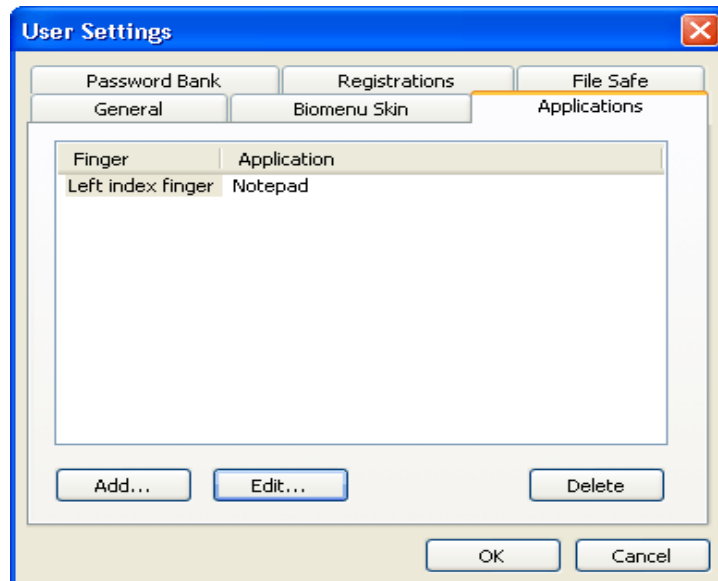 User Settings
Password Bank Registrations File Safe
General Biomenu Skin Applications
Finger Application
Left index finger Notepad
Add... Edit... Delete
OK Cancel